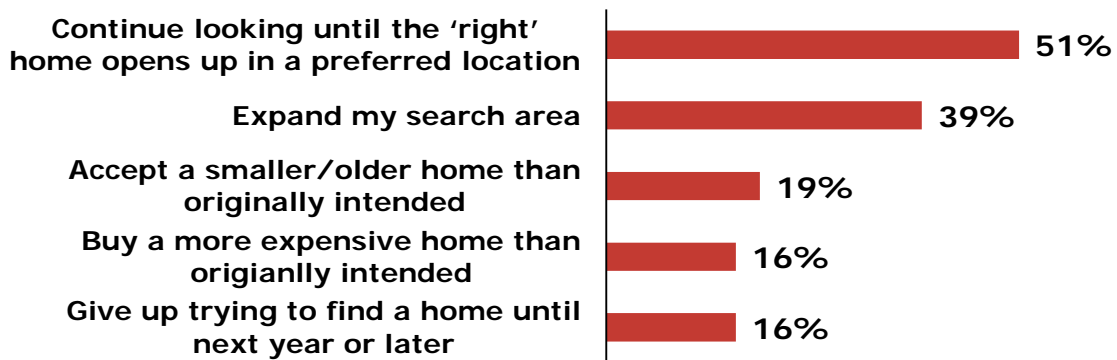 Continue looking until the ‘right’
home opens up in a preferred location
51%
Expand my search area
39%
Accept a smaller/older home than
originally intended
19%
Buy a more expensive home than
origianlly intended
16%
Give up trying to find a home until
next year or later
16%